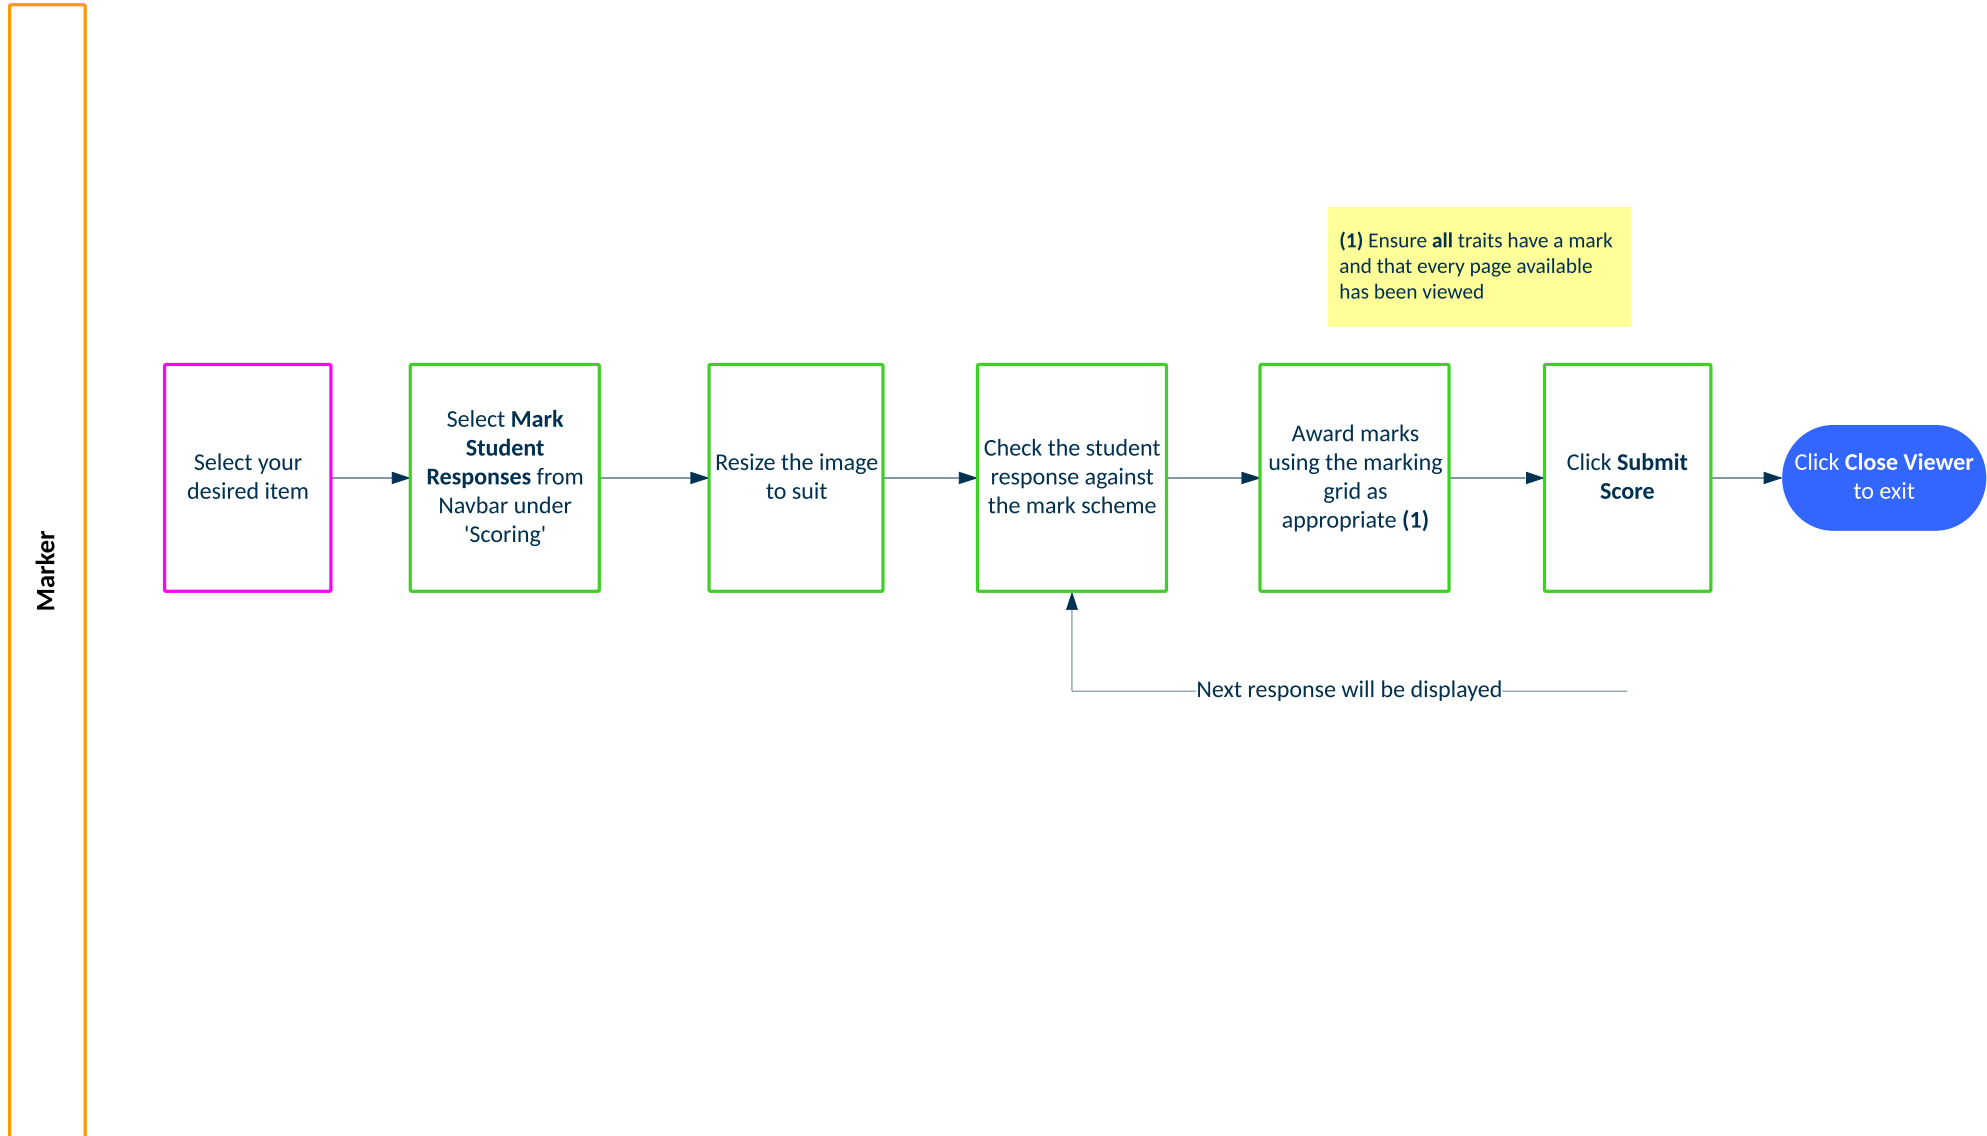 Marker
(1) Ensure all traits have a mark
and that every page available
has been viewed
Select your
desired item
Select Mark
Student
Responses from
Navbar under
'Scoring'
Resize the image
to suit
Check the student
response against
the mark scheme
Award marks
using the marking
grid as
appropriate (1)
Click Submit
Score
Click Close Viewer
to exit
Next response will be displayed